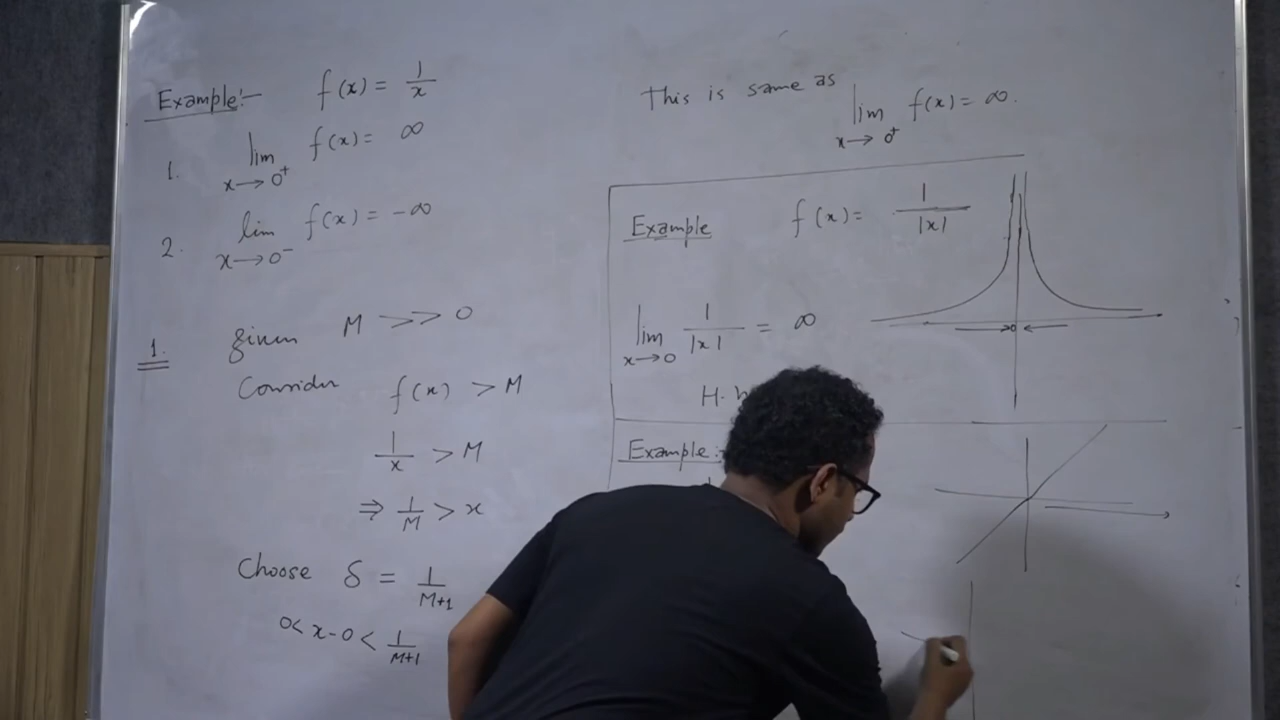 Example:- f(x) = 1/x
1. lim x→0⁺ f(x) = ∞
2. lim x→0⁻ f(x) = -∞
1. given M >> 0
Consider f(x) > M
1/x > M
⇒ 1/M > x
Choose δ = 1/(M+1)
0 < x-0 < 1/(M+1)
This is same as lim x→0⁺ f(x) = ∞.
Example f(x) = 1/|x|
lim x→0 1/|x| = ∞
0
H.
Example:-